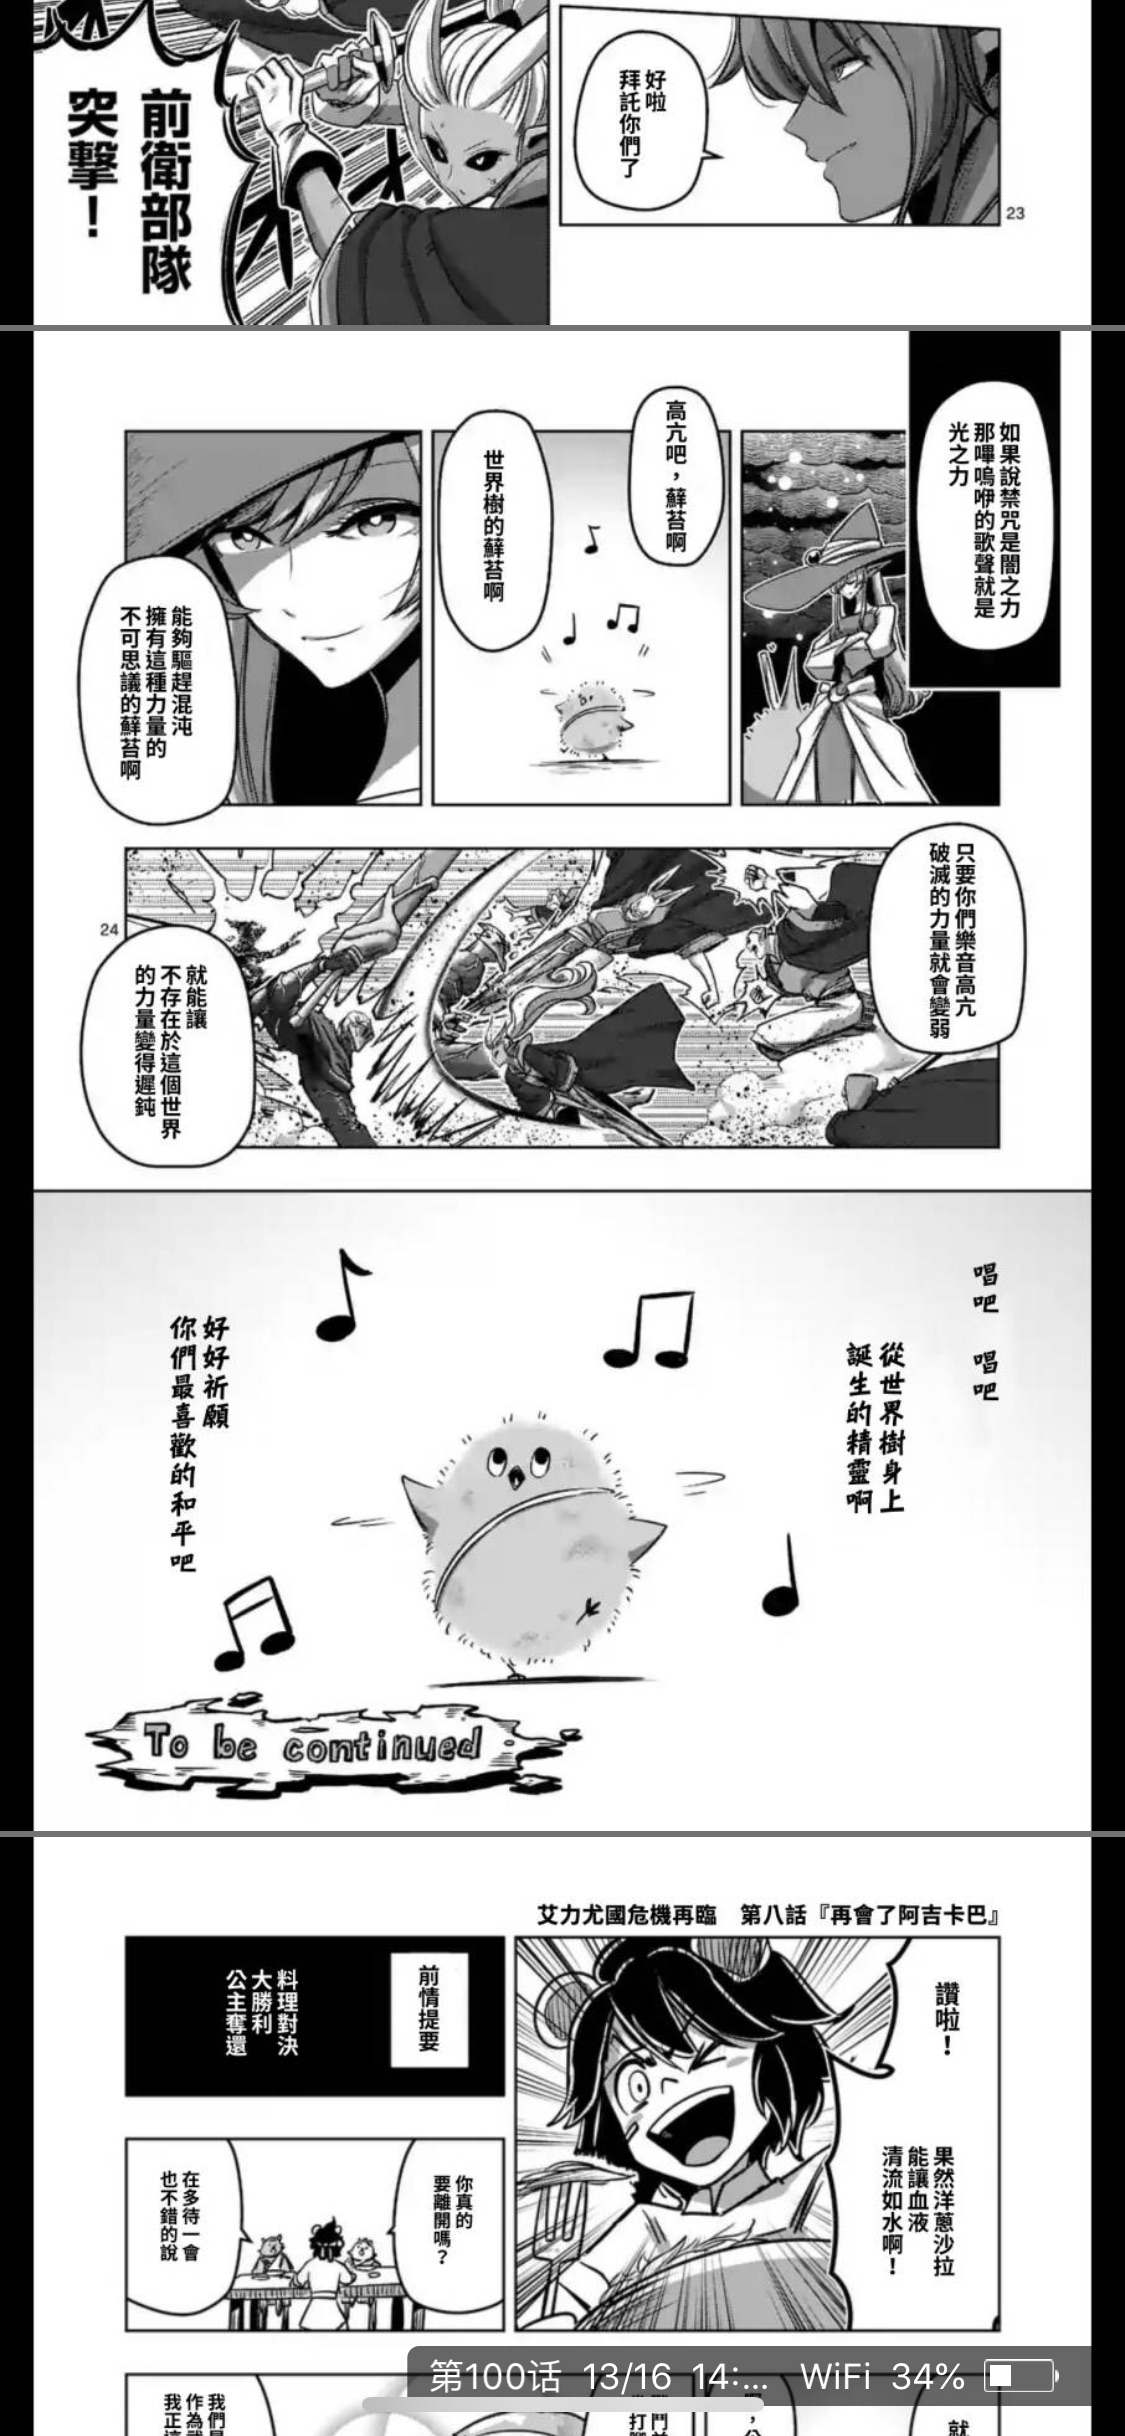 好啦
拜託你們了
23
前衛部隊
突擊！
如果說禁咒是闇之力
那嗶嗚咿的歌聲就是
光之力
高亢吧，蘚苔啊
世界樹的蘚苔啊
能夠驅趕混沌
擁有這種力量的
不可思議的蘚苔啊
只要你們樂音高亢
破滅的力量就會變弱
24
就能讓
不存在於這個世界
的力量變得遲鈍
唱吧 唱吧
從世界樹身上
誕生的精靈啊
好好祈願
你們最喜歡的和平吧
To be continued
艾力尤國危機再臨 第八話『再會了阿吉卡巴』
讚啦！
果然洋蔥沙拉
能讓血液
清流如水啊！
前情提要
料理對決
大勝利
公主奪還
你真的
要離開嗎？
在多待一會
也不錯的說
就
我們是
作為
我正
第100话 13/16 14:... WiFi 34%